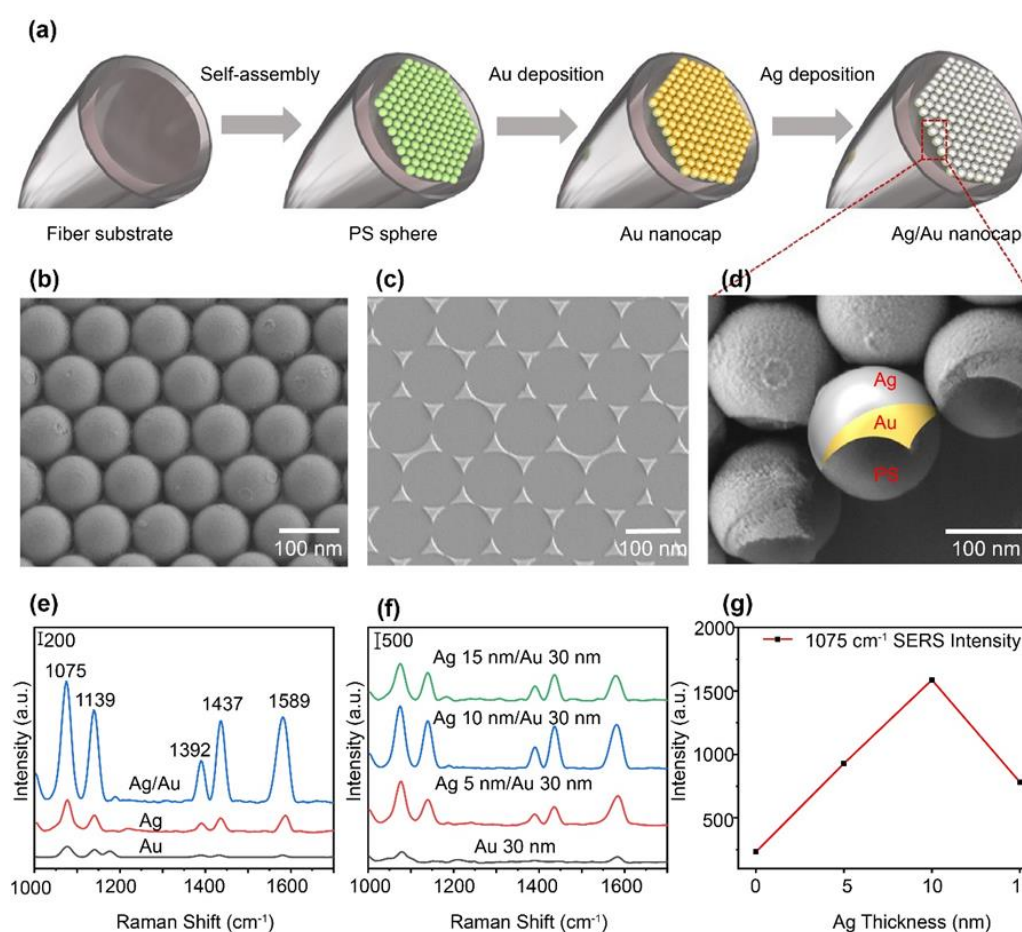 (a)
Self-assembly
Au deposition
Ag deposition
Fiber substrate
PS sphere
Au nanocap
Ag/Au nanocap
(b)
100 nm
(c)
100 nm
(d)
Ag
Au
PS
100 nm
(e)
200
1075
1139
1392
1437
1589
Ag/Au
Ag
Au
Intensity (a.u.)
1000 1200 1400 1600
Raman Shift (cm⁻¹)
(f)
500
Ag 15 nm/Au 30 nm
Ag 10 nm/Au 30 nm
Ag 5 nm/Au 30 nm
Au 30 nm
Intensity (a.u.)
1000 1200 1400 1600
Raman Shift (cm⁻¹)
(g)
1075 cm⁻¹ SERS Intensity
2000
1500
1000
500
Intensity (a.u.)
0 5 10
Ag Thickness (nm)